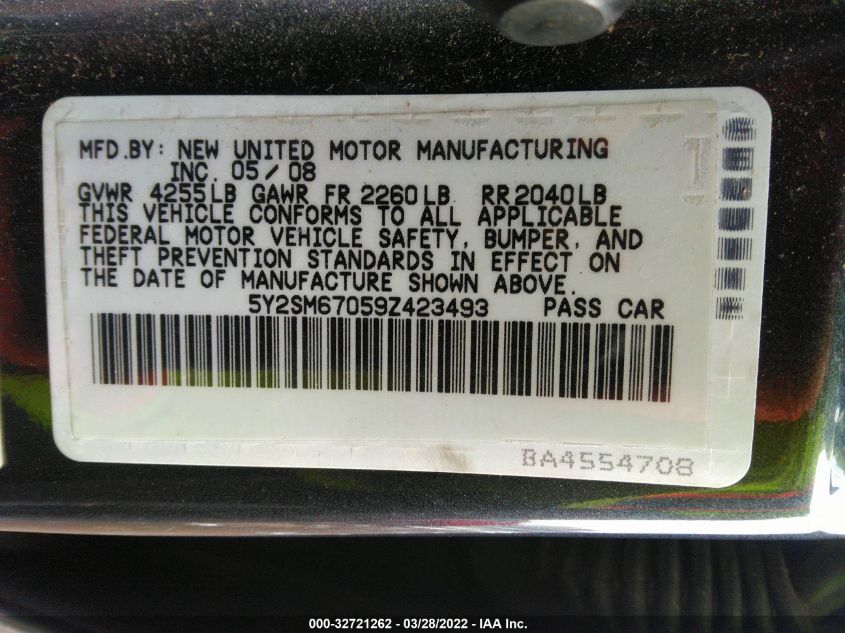 MFD.BY: NEW UNITED MOTOR MANUFACTURING
INC. 05/08
GVWR 4255LB GAWR FR 2260LB RR2040LB
THIS VEHICLE CONFORMS TO ALL APPLICABLE
FEDERAL MOTOR VEHICLE SAFETY, BUMPER, AND
THEFT PREVENTION STANDARDS IN EFFECT ON
THE DATE OF MANUFACTURE SHOWN ABOVE.
5Y2SM67059Z423493 PASS CAR
BA4554708
000-32721262 - 03/28/2022 - IAA Inc.